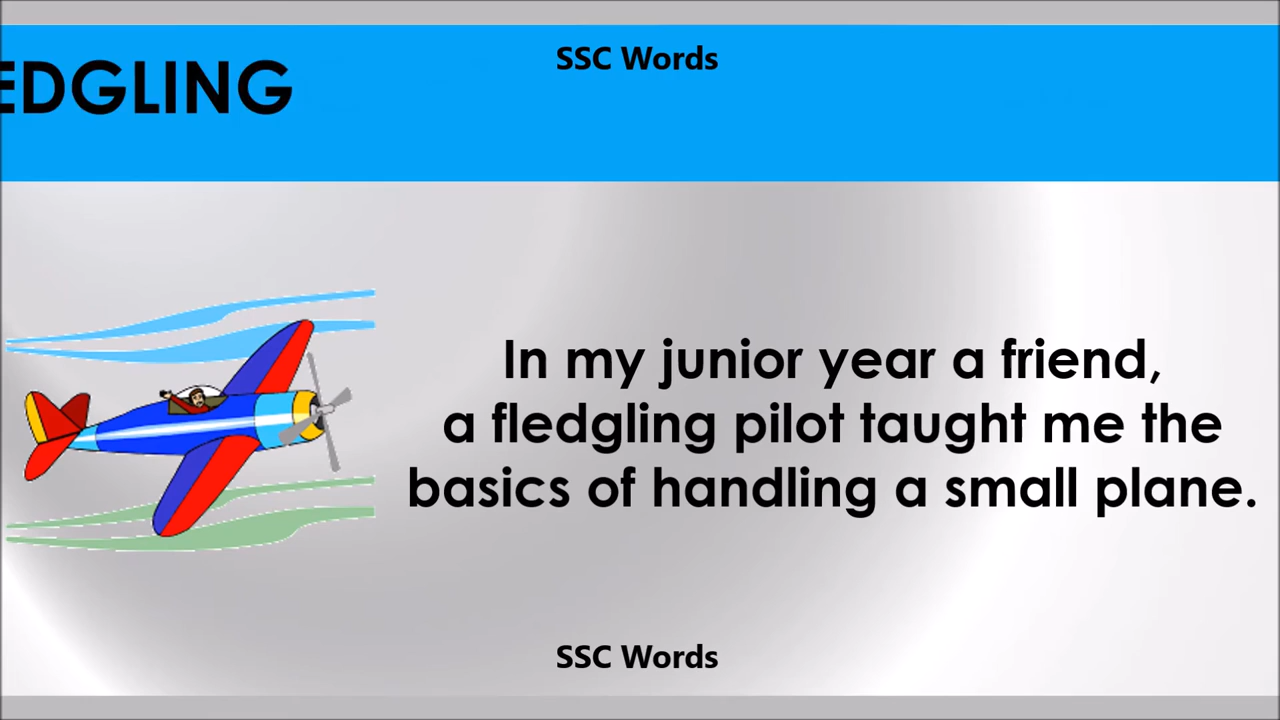 SSC Words
EDGLING
In my junior year a friend,
a fledgling pilot taught me the
basics of handling a small plane.
SSC Words